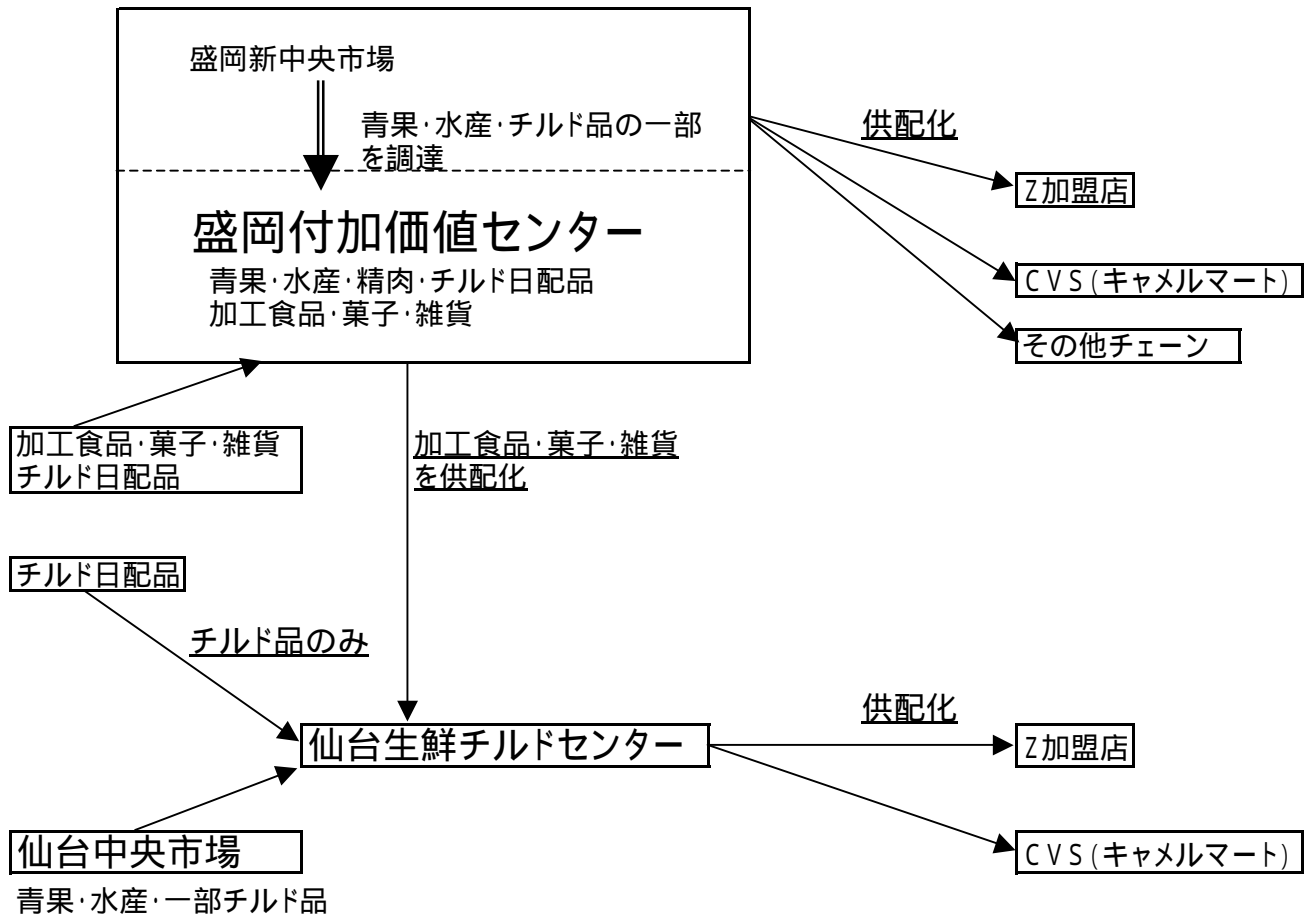 盛岡新中央市場
青果･水産･チルド品の一部
を調達
供配化
Z加盟店
盛岡付加価値センター
青果･水産･精肉･チルド日配品
加工食品･菓子･雑貨
CVS(キャメルマート)
その他チェーン
加工食品･菓子･雑貨
チルド日配品
加工食品･菓子･雑貨
を供配化
チルド日配品
チルド品のみ
供配化
仙台生鮮チルドセンター
Z加盟店
仙台中央市場
CVS(キャメルマート)
青果･水産･一部チルド品